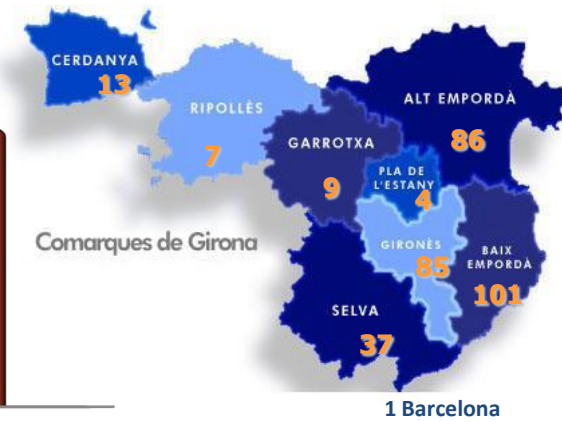 CERDANYA
13
RIPOLLÈS
7
GARROTXA
9
ALT EMPORDÀ
86
PLA DE
L'ESTANY
4
Comarques de Girona
GIRONÈS
85
BAIX
EMPORDÀ
101
SELVA
37
1 Barcelona